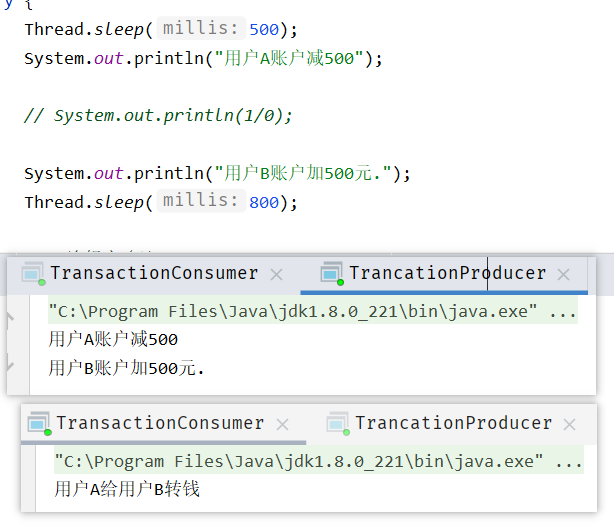 y {
Thread.sleep( millis: 500);
System.out.println("用户A账户减500");
// System.out.println(1/0);
System.out.println("用户B账户加500元.");
Thread.sleep( millis: 800);
TransactionConsumer × TrancationProducer ×
"C:\Program Files\Java\jdk1.8.0_221\bin\java.exe" ...
用户A账户减500
用户B账户加500元.
TransactionConsumer × TrancationProducer ×
"C:\Program Files\Java\jdk1.8.0_221\bin\java.exe" ...
用户A给用户B转钱